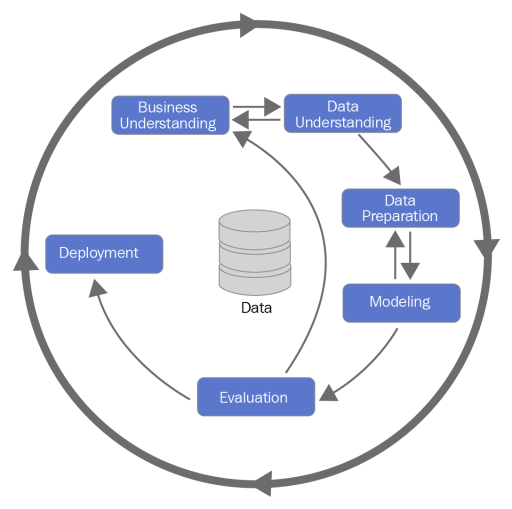 Business
Understanding
Data
Understanding
Data
Preparation
Deployment
Modeling
Data
Evaluation